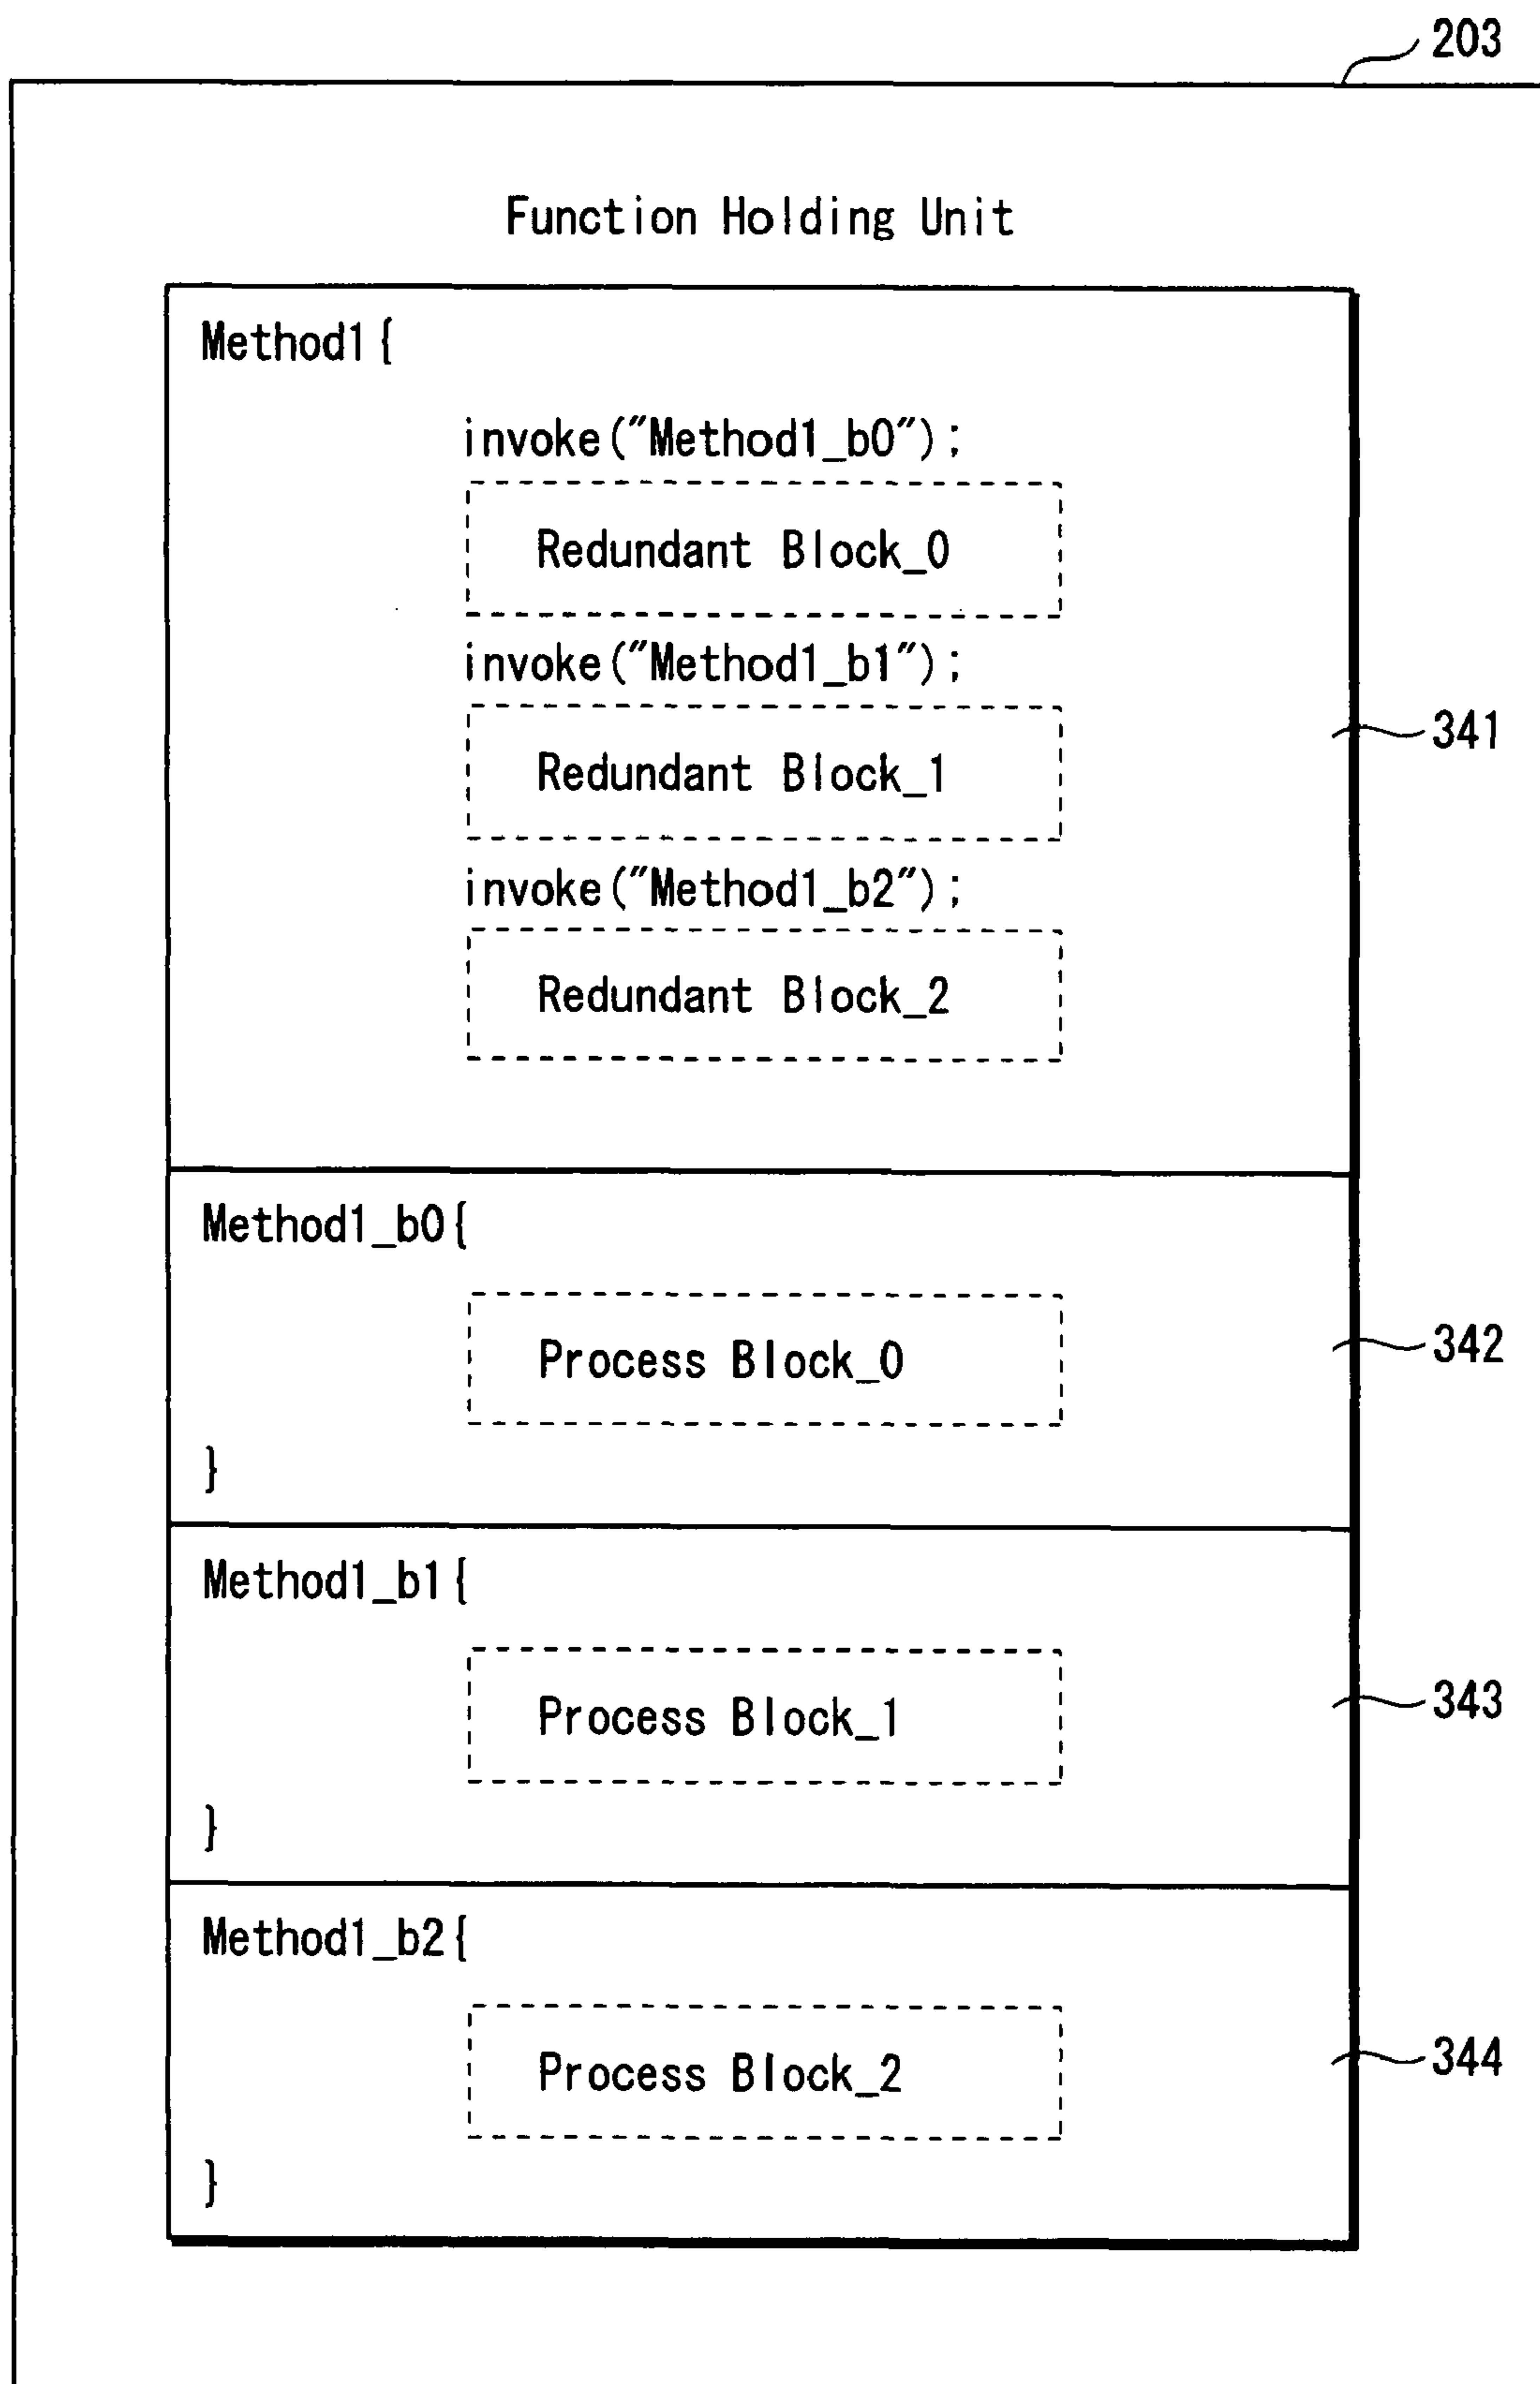 203
Function Holding Unit
Method1{
invoke("Method1_b0");
Redundant Block_0
invoke("Method1_b1");
Redundant Block_1
341
invoke("Method1_b2");
Redundant Block_2
Method1_b0{
Process Block_0
342
}
Method1_b1{
Process Block_1
343
}
Method1_b2{
Process Block_2
344
}